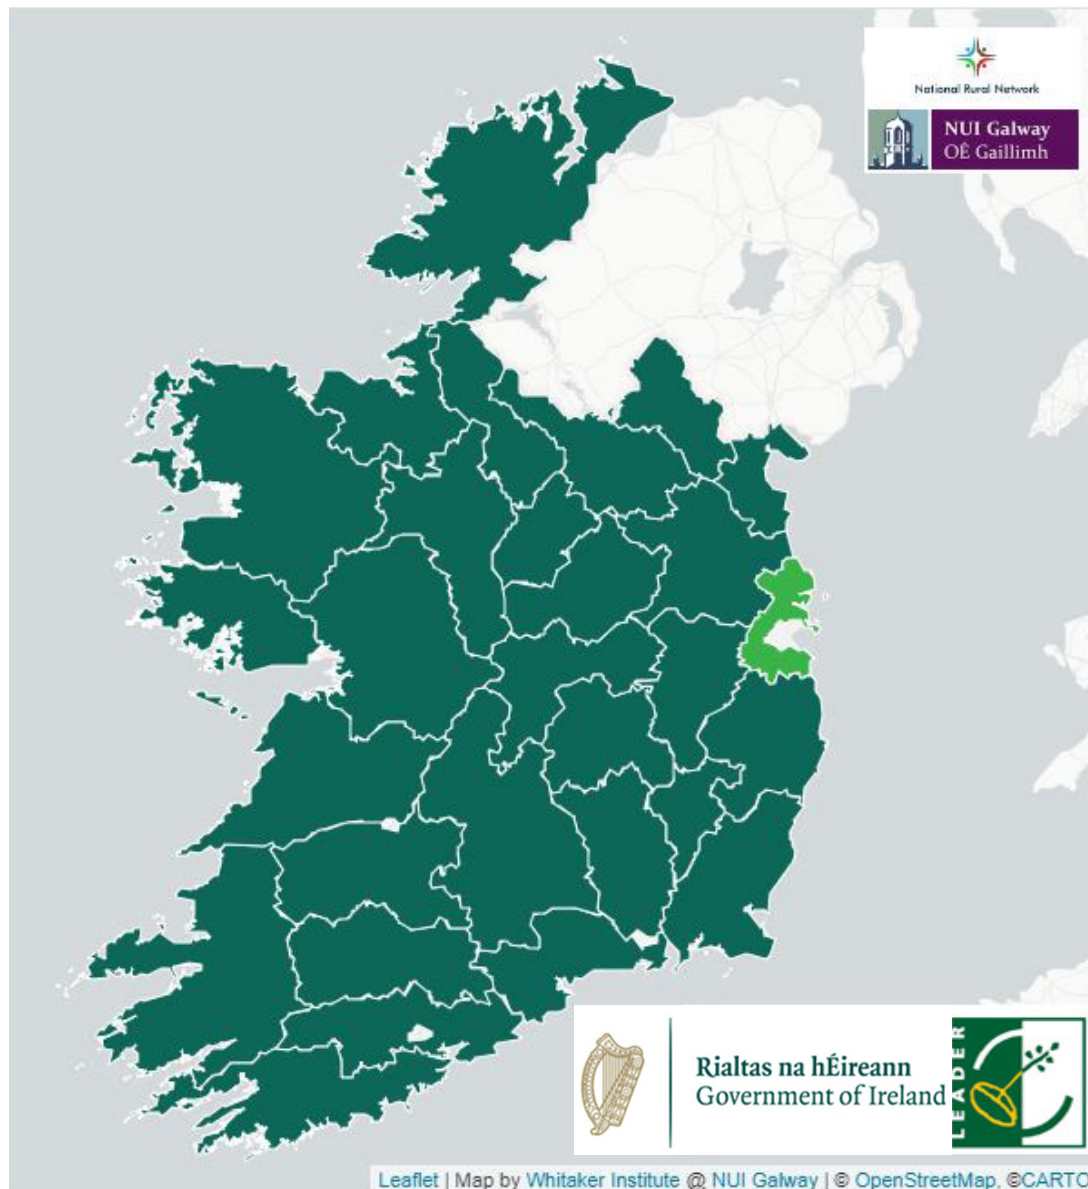 National Rural Network
NUI Galway
OÉ Gaillimh
Rialtas na hÉireann
Government of Ireland
LEADER
Leaflet | Map by Whitaker Institute @ NUI Galway | © OpenStreetMap, ©CARTO